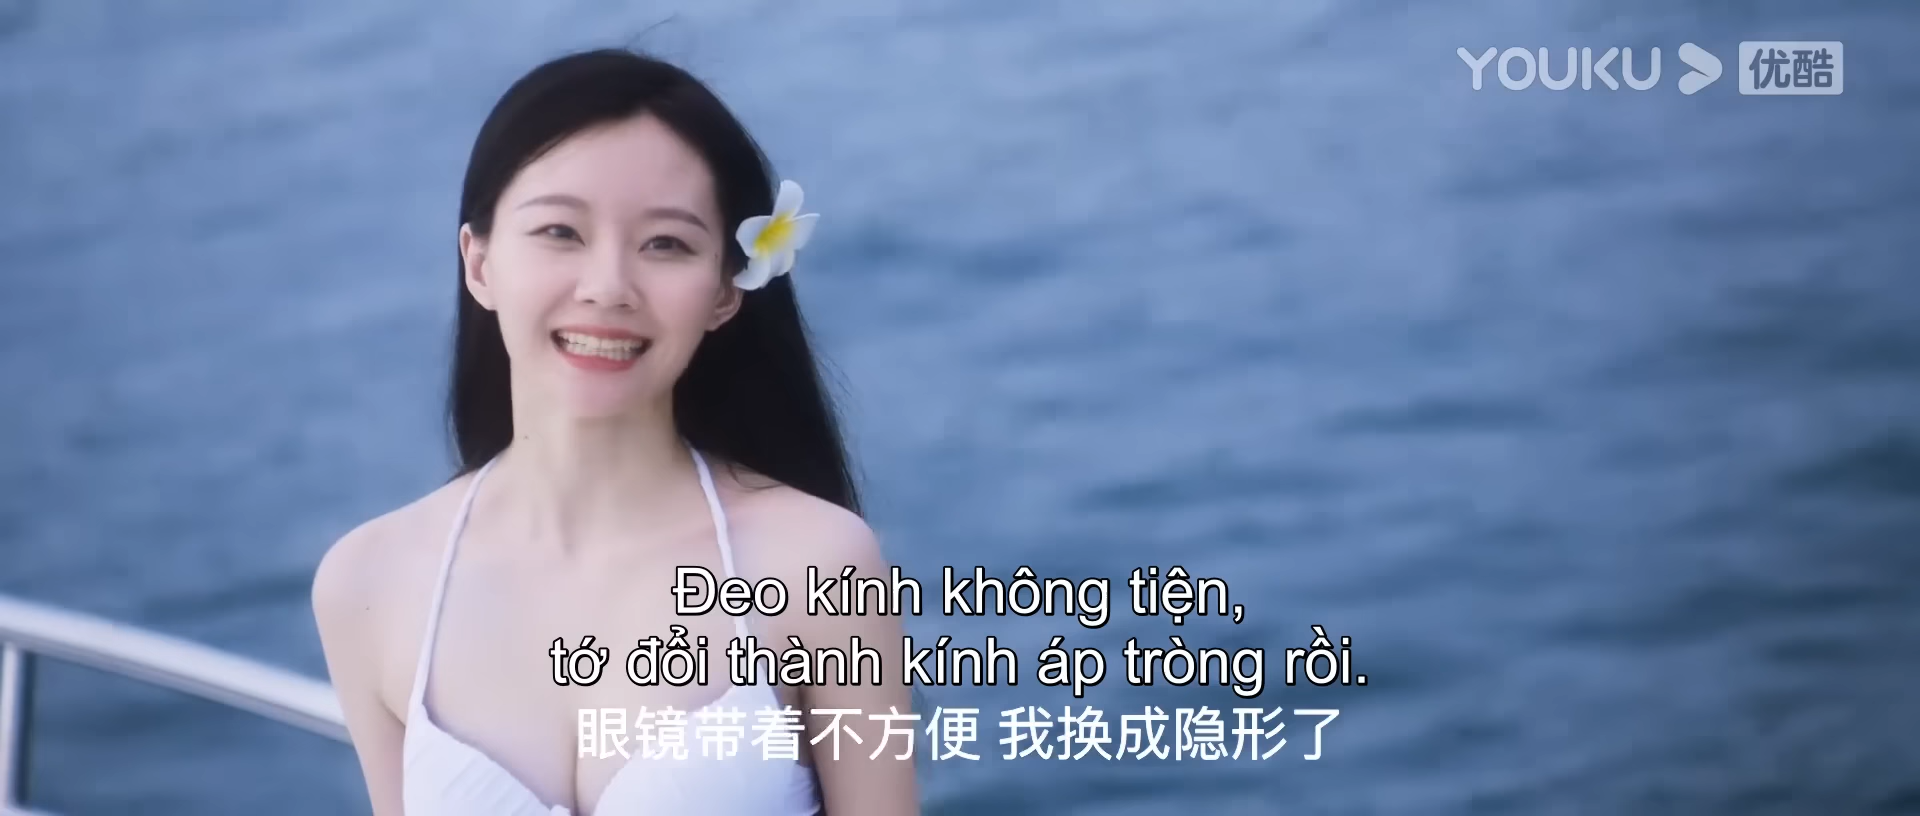 YOUKU 优酷
Đeo kính không tiện,
tớ đổi thành kính áp tròng rồi.
眼镜带着不方便 我换成隐形了